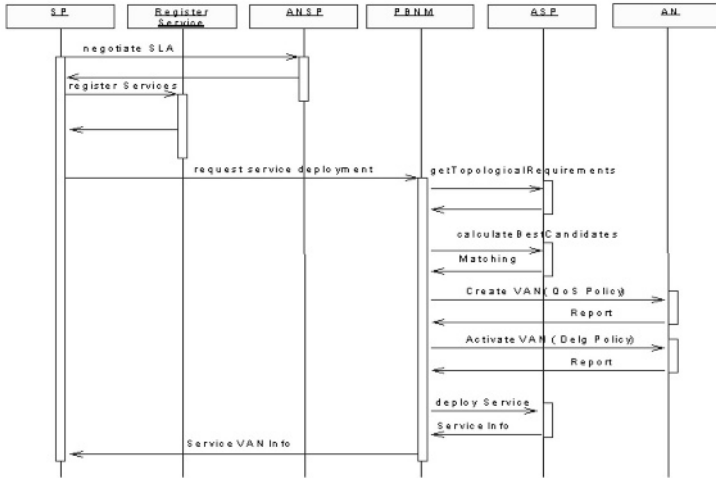 SP
Register Service
ANSP
PBNM
ASP
AN
negotiate SLA
register Services
request service deployment
getTopologicalRequirements
calculateBestCandidates
Matching
Create VAN( QoS Policy)
Report
Activate VAN ( Delg Policy)
Report
deploy Service
Service Info
Service VAN Info